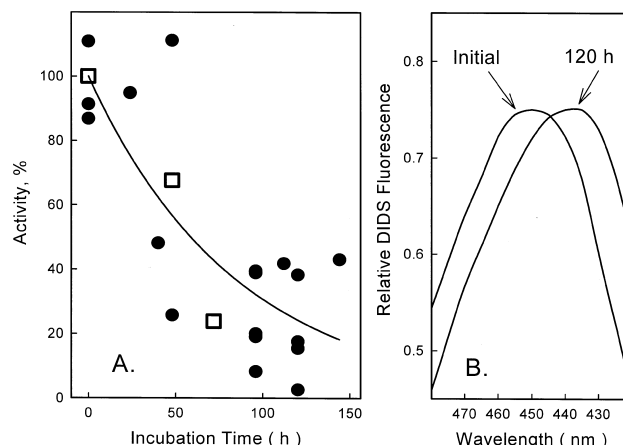 Activity, %
100
80
60
40
20
0
A.
0
50
100
150
Incubation Time ( h )
Relative DIDS Fluorescence
0.8
0.7
0.6
0.5
Initial
120 h
B.
470
460
450
440
430
Wavelength ( nm )